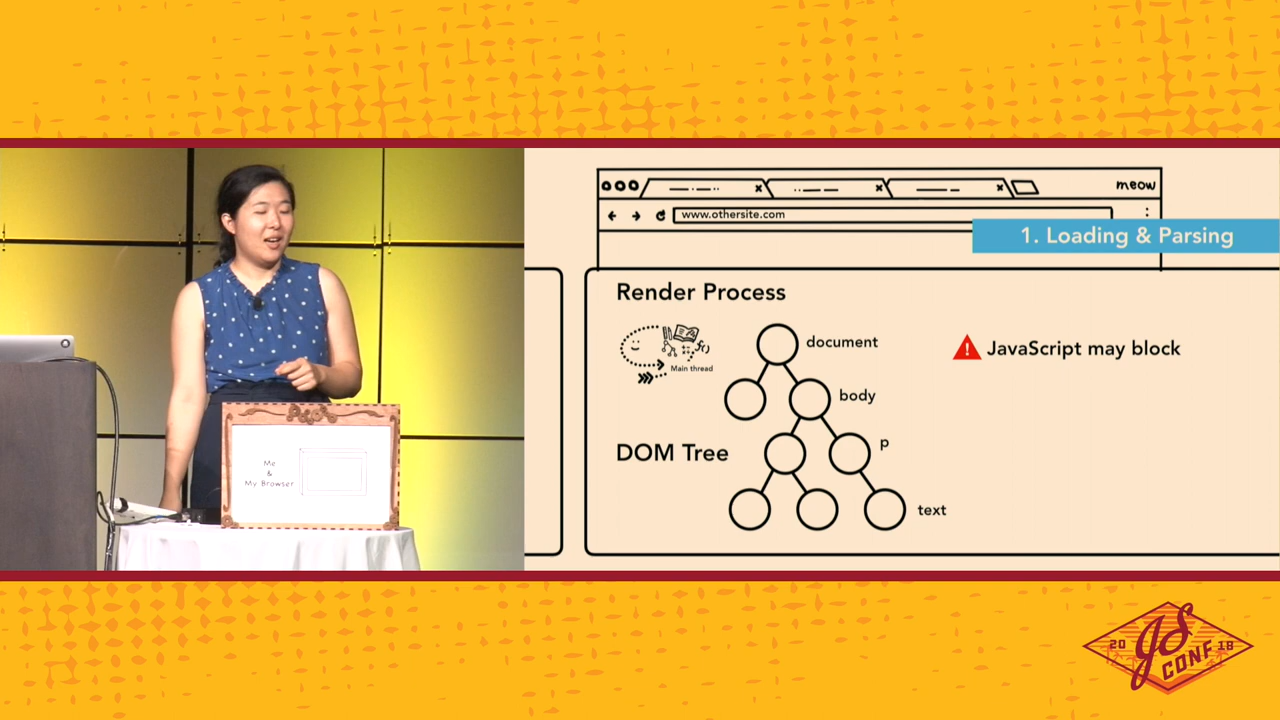 Me
&
My Browser
meow
www.othersite.com
1. Loading & Parsing
Render Process
Main thread
f()
document
JavaScript may block
body
DOM Tree
p
text
20 JS 18
CONF